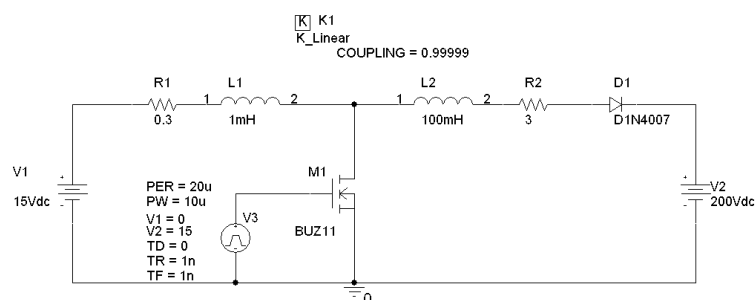 K K1
K_Linear
COUPLING = 0.99999
R1
L1
L2
R2
D1
1
2
1
2
0.3
1mH
100mH
3
D1N4007
V1
15Vdc
PER = 20u
PW = 10u
V1 = 0
V2 = 15
TD = 0
TR = 1n
TF = 1n
V3
M1
BUZ11
V2
200Vdc
0